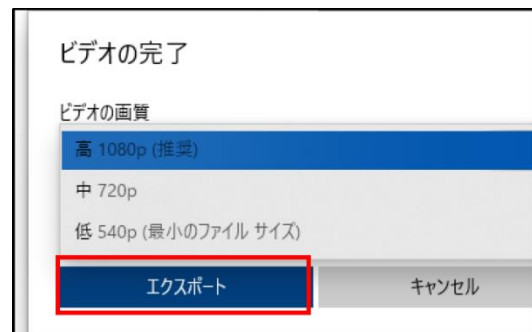 ビデオの完了
ビデオの画質
高 1080p (推奨)
中 720p
低 540p (最小のファイル サイズ)
エクスポート キャンセル